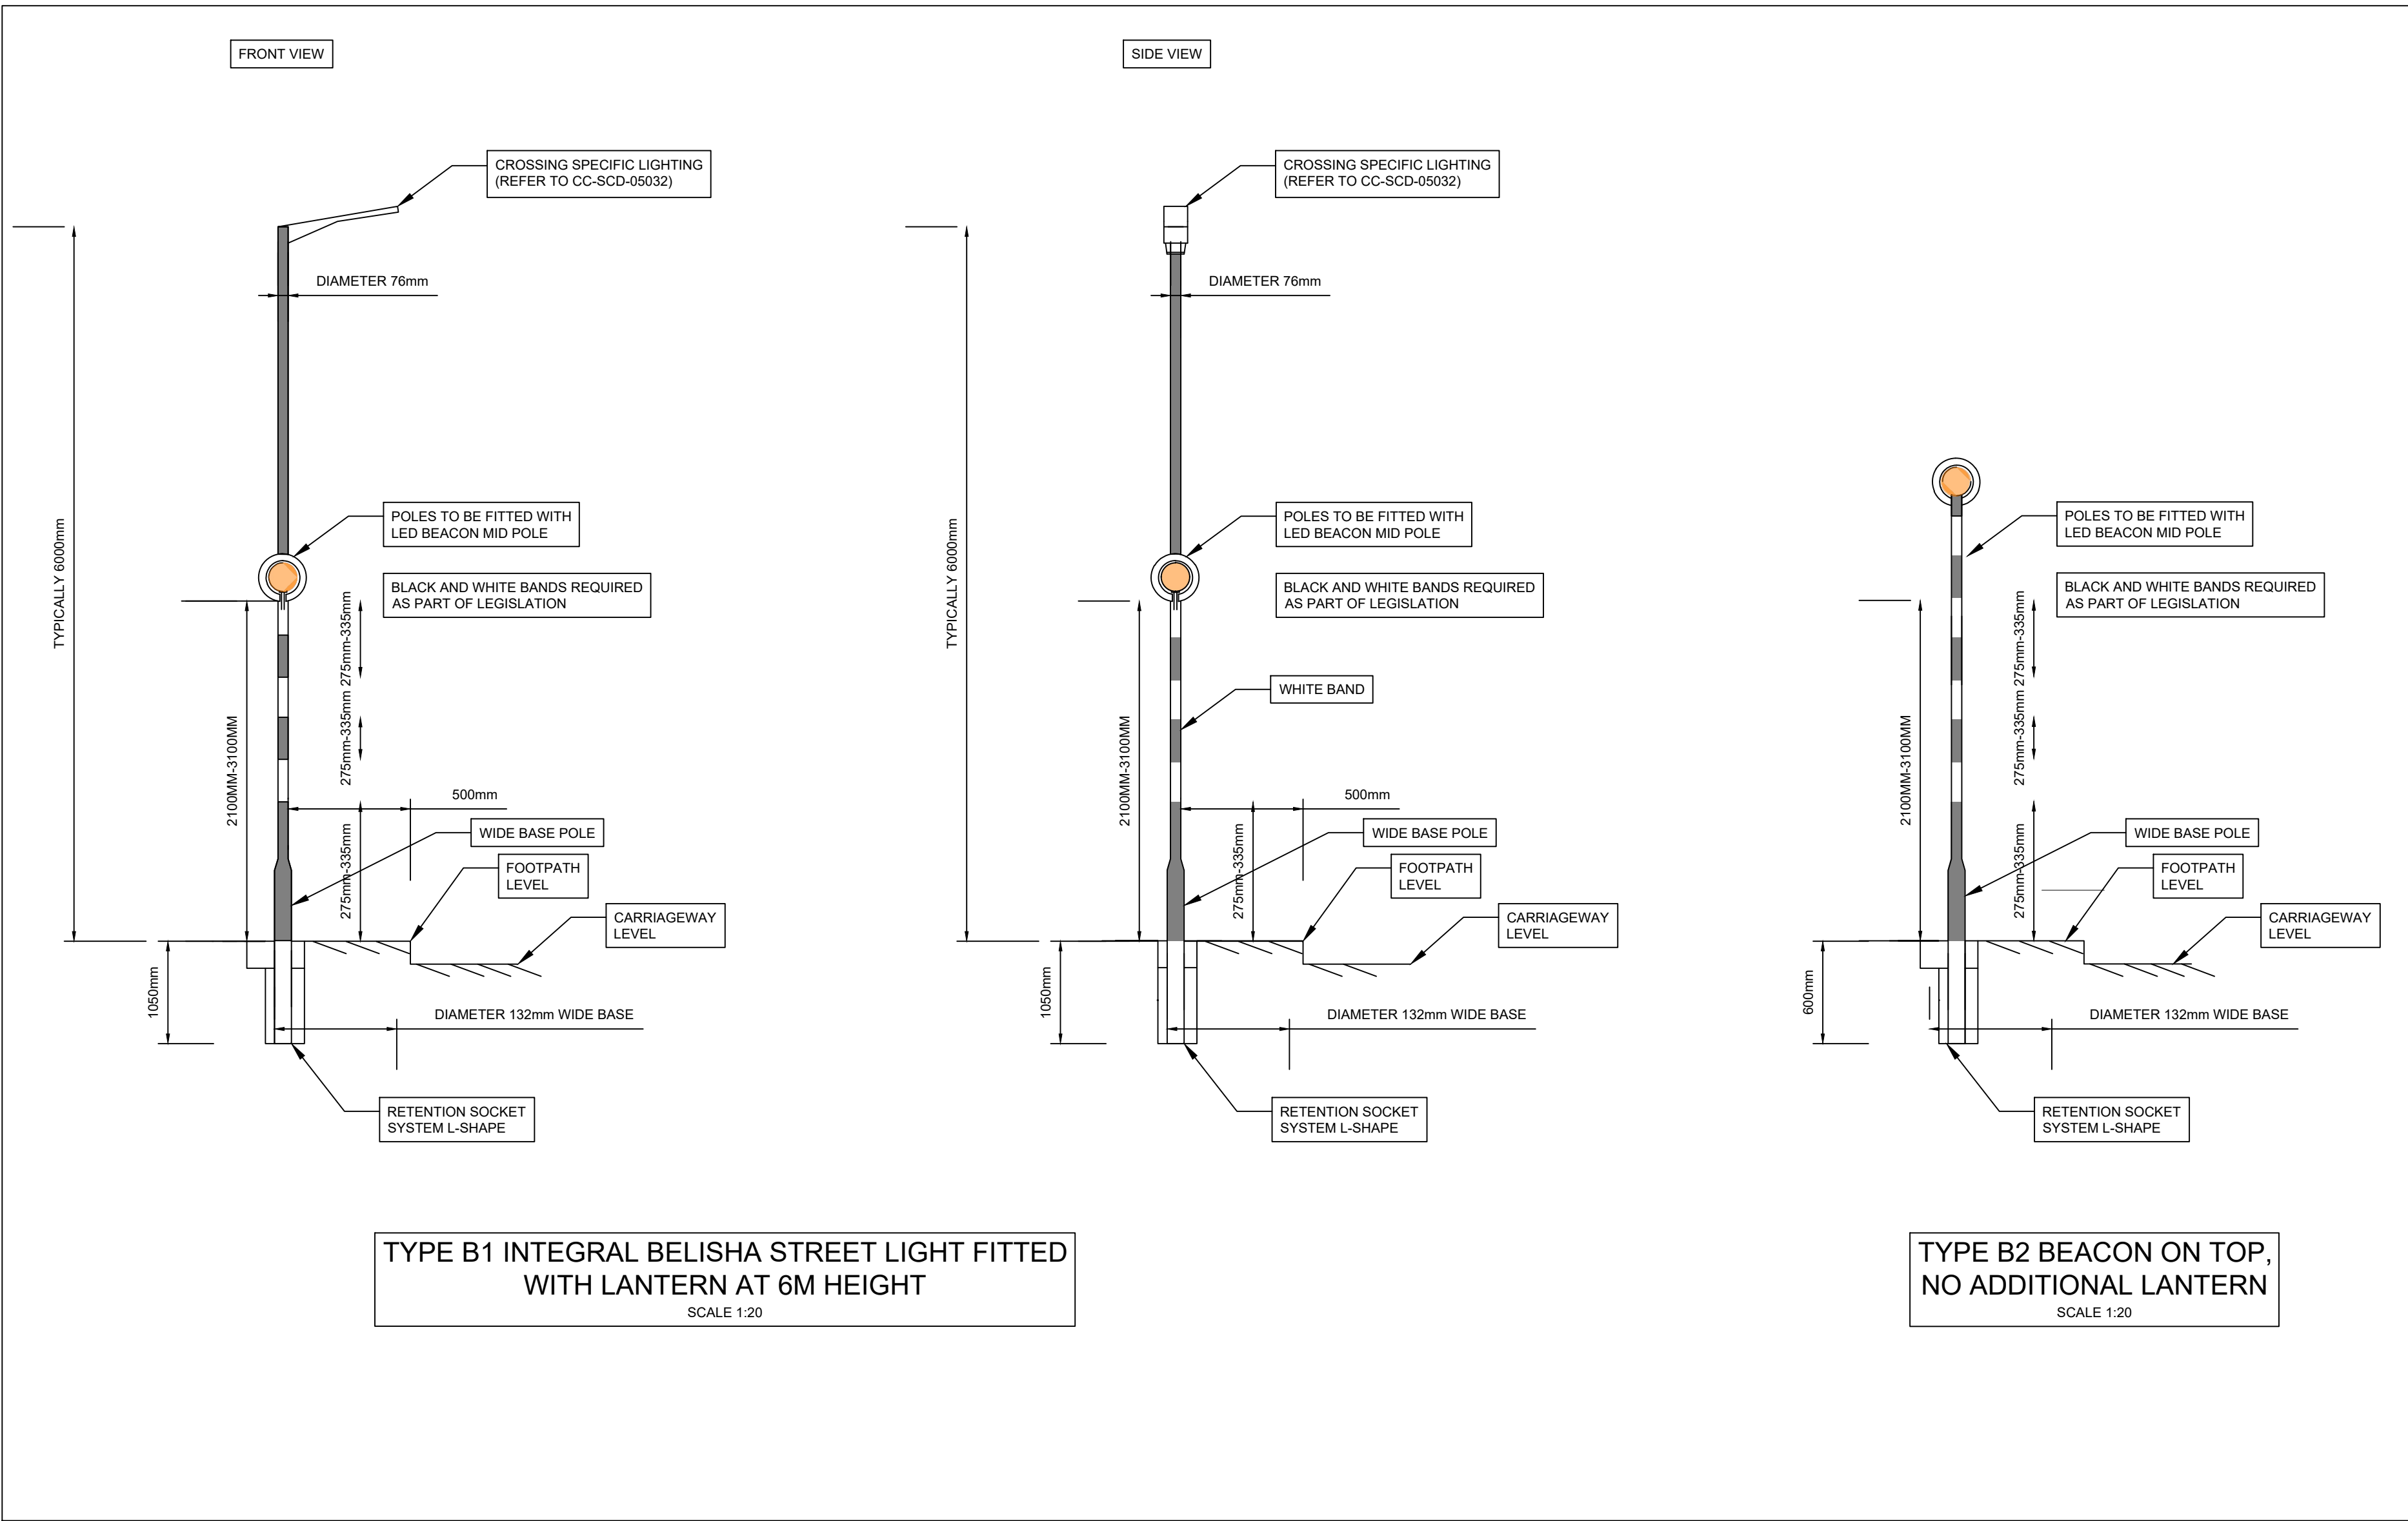 FRONT VIEW
CROSSING SPECIFIC LIGHTING
(REFER TO CC-SCD-05032)
DIAMETER 76mm
TYPICALLY 6000mm
POLES TO BE FITTED WITH
LED BEACON MID POLE
BLACK AND WHITE BANDS REQUIRED
AS PART OF LEGISLATION
275mm-335mm
275mm-335mm
2100MM-3100MM
500mm
WIDE BASE POLE
275mm-335mm
FOOTPATH
LEVEL
CARRIAGEWAY
LEVEL
1050mm
DIAMETER 132mm WIDE BASE
RETENTION SOCKET
SYSTEM L-SHAPE
SIDE VIEW
CROSSING SPECIFIC LIGHTING
(REFER TO CC-SCD-05032)
DIAMETER 76mm
TYPICALLY 6000mm
POLES TO BE FITTED WITH
LED BEACON MID POLE
BLACK AND WHITE BANDS REQUIRED
AS PART OF LEGISLATION
WHITE BAND
2100MM-3100MM
500mm
WIDE BASE POLE
275mm-335mm
FOOTPATH
LEVEL
CARRIAGEWAY
LEVEL
1050mm
DIAMETER 132mm WIDE BASE
RETENTION SOCKET
SYSTEM L-SHAPE
TYPE B1 INTEGRAL BELISHA STREET LIGHT FITTED
WITH LANTERN AT 6M HEIGHT
SCALE 1:20
POLES TO BE FITTED WITH
LED BEACON MID POLE
BLACK AND WHITE BANDS REQUIRED
AS PART OF LEGISLATION
275mm-335mm
275mm-335mm
2100MM-3100MM
WIDE BASE POLE
275mm-335mm
FOOTPATH
LEVEL
CARRIAGEWAY
LEVEL
600mm
DIAMETER 132mm WIDE BASE
RETENTION SOCKET
SYSTEM L-SHAPE
TYPE B2 BEACON ON TOP,
NO ADDITIONAL LANTERN
SCALE 1:20